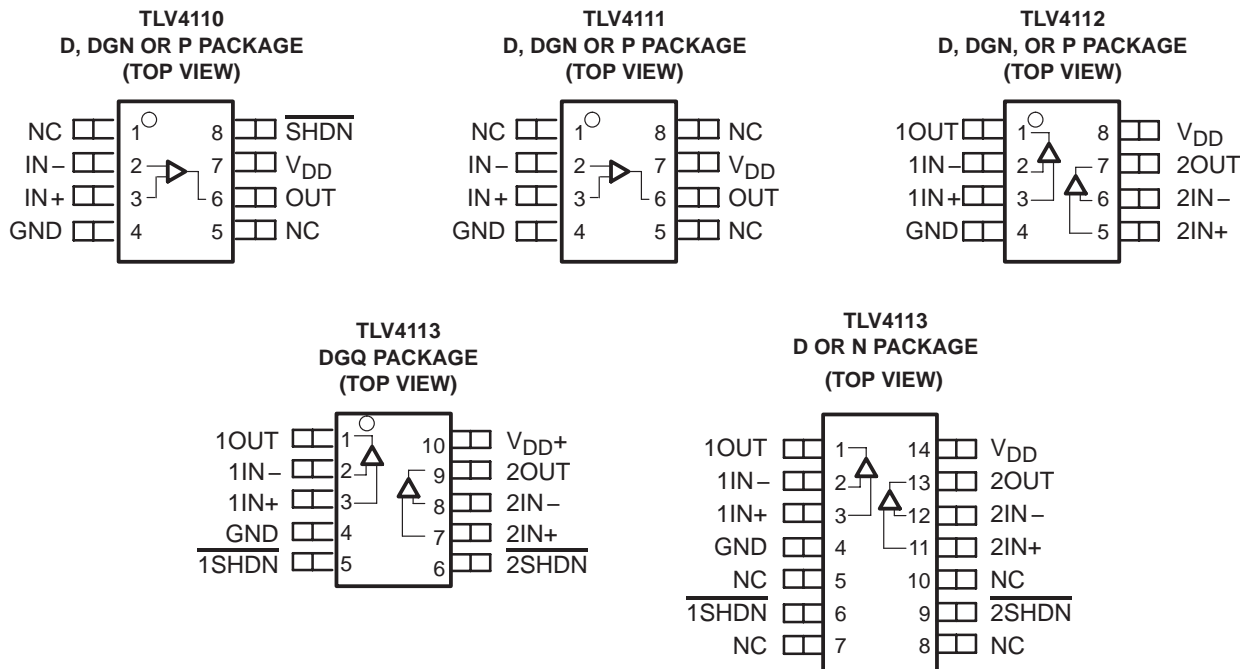 TLV4110
D, DGN OR P PACKAGE
(TOP VIEW)
NC 1 8 SHDN
IN− 2 7 VDD
IN+ 3 6 OUT
GND 4 5 NC
TLV4111
D, DGN OR P PACKAGE
(TOP VIEW)
NC 1 8 NC
IN− 2 7 VDD
IN+ 3 6 OUT
GND 4 5 NC
TLV4112
D, DGN, OR P PACKAGE
(TOP VIEW)
1OUT 1 8 VDD
1IN− 2 7 2OUT
1IN+ 3 6 2IN−
GND 4 5 2IN+
TLV4113
DGQ PACKAGE
(TOP VIEW)
1OUT 1 10 VDD+
1IN− 2 9 2OUT
1IN+ 3 8 2IN−
GND 4 7 2IN+
1SHDN 5 6 2SHDN
TLV4113
D OR N PACKAGE
(TOP VIEW)
1OUT 1 14 VDD
1IN− 2 13 2OUT
1IN+ 3 12 2IN−
GND 4 11 2IN+
NC 5 10 NC
1SHDN 6 9 2SHDN
NC 7 8 NC